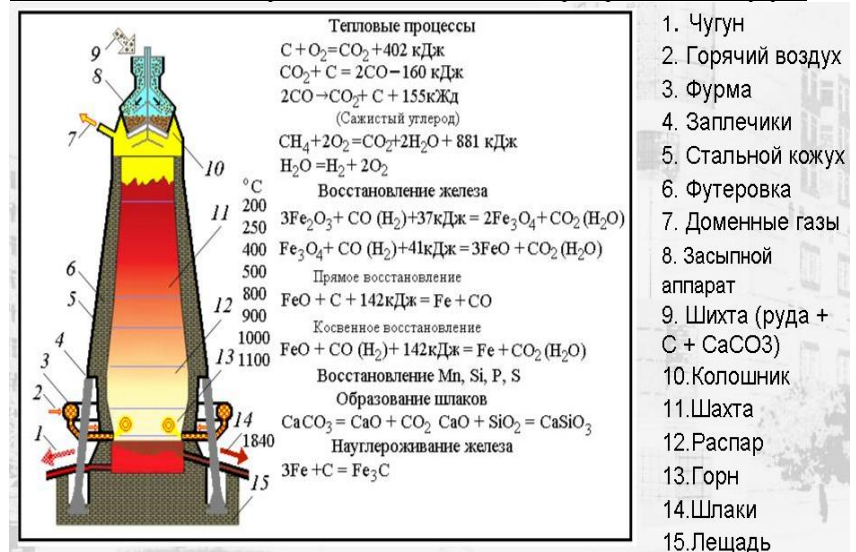 Тепловые процессы
C + O₂=CO₂+402 кДж
CO₂+ C = 2CO−160 кДж
2CO→CO₂+ C + 155кЖд
(Сажистый углерод)
CH₄+2O₂=CO₂+2H₂O + 881 кДж
H₂O =H₂+ 2O₂
Восстановление железа
3Fe₂O₃+ CO (H₂)+37кДж = 2Fe₃O₄+ CO₂ (H₂O)
Fe₃O₄+ CO (H₂)+41кДж =3FeO + CO₂ (H₂O)
Прямое восстановление
FeO + C + 142кДж = Fe + CO
Косвенное восстановление
FeO + CO (H₂)+ 142кДж = Fe + CO₂ (H₂O)
Восстановление Mn, Si, P, S
Образование шлаков
CaCO₃= CaO + CO₂ CaO + SiO₂ = CaSiO₃
Науглероживание железа
3Fe +C = Fe₃C
°C
200
250
400
500
800
900
1000
1100
1840
9
8
7
10
11
6
5
12
4
13
3
2
14
1
15
1. Чугун
2. Горячий воздух
3. Фурма
4. Заплечики
5. Стальной кожух
6. Футеровка
7. Доменные газы
8. Засыпной
аппарат
9. Шихта (руда +
C + CaCO3)
10.Колошник
11.Шахта
12.Распар
13.Горн
14.Шлаки
15.Лещадь